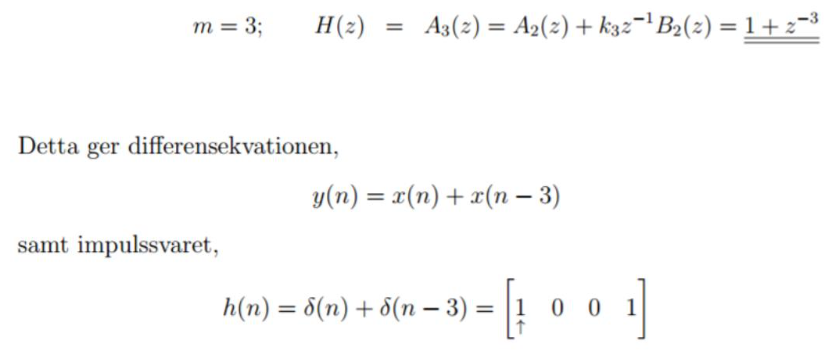 m = 3; H(z) = A₃(z) = A₂(z) + k₃z⁻¹B₂(z) = 1 + z⁻³
Detta ger differensekvationen,
y(n) = x(n) + x(n − 3)
samt impulssvaret,
h(n) = δ(n) + δ(n − 3) = [1 0 0 1]
↑